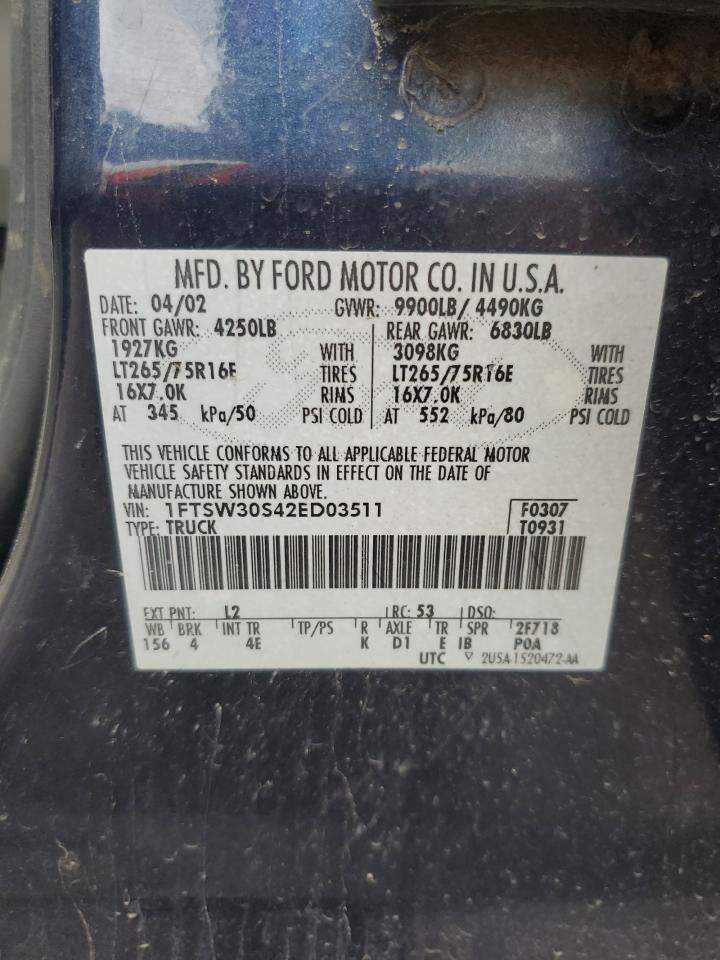 MFD. BY FORD MOTOR CO. IN U.S.A.
DATE: 04/02 GVWR: 9900LB/ 4490KG
FRONT GAWR: 4250LB REAR GAWR: 6830LB
1927KG WITH 3098KG WITH
LT265/75R16E TIRES LT265/75R16E TIRES
16X7.0K RIMS 16X7.0K RIMS
AT 345 kPa/50 PSI COLD AT 552 kPa/80 PSI COLD
THIS VEHICLE CONFORMS TO ALL APPLICABLE FEDERAL MOTOR
VEHICLE SAFETY STANDARDS IN EFFECT ON THE DATE OF
MANUFACTURE SHOWN ABOVE.
VIN: 1FTSW30S42ED03511 F0307
TYPE: TRUCK T0931
EXT PNT: L2 RC: 53 DSO:
WB BRK INT TR TP/PS R AXLE TR SPR 2F718
156 4 4E K D1 E IB POA
UTC 2U5A-1520472-AA